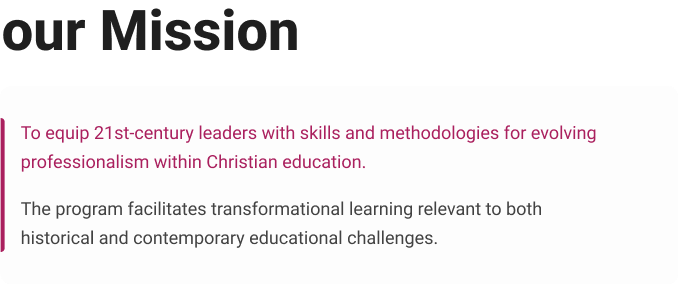 our Mission
To equip 21st-century leaders with skills and methodologies for evolving
professionalism within Christian education.
The program facilitates transformational learning relevant to both
historical and contemporary educational challenges.